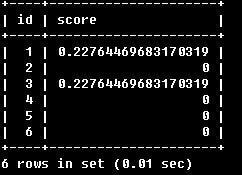 +----+---------------------+
| id | score               |
+----+---------------------+
|  1 | 0.22764469683170319 |
|  2 |                   0 |
|  3 | 0.22764469683170319 |
|  4 |                   0 |
|  5 |                   0 |
|  6 |                   0 |
+----+---------------------+
6 rows in set (0.01 sec)